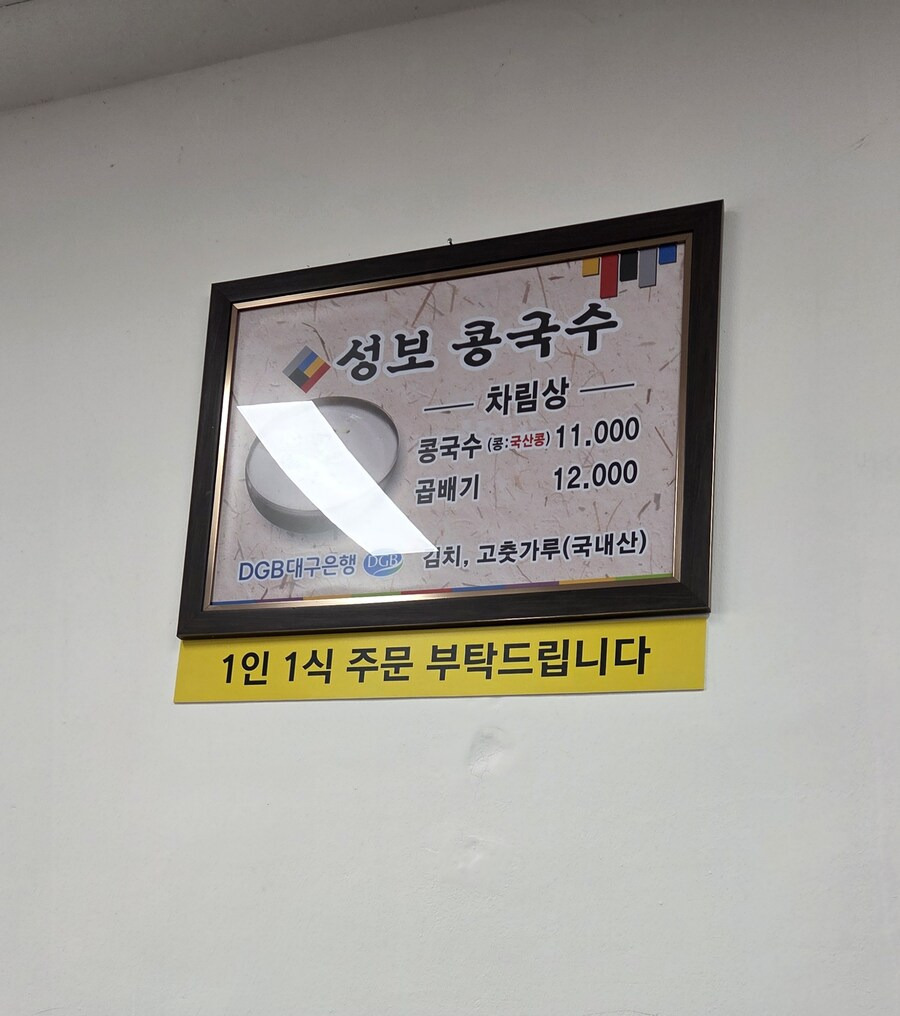 성보 콩국수
차림상
콩국수 (콩:국산콩) 11.000
곱배기 12.000
김치, 고춧가루(국내산)
DGB대구은행 DGB
1인 1식 주문 부탁드립니다